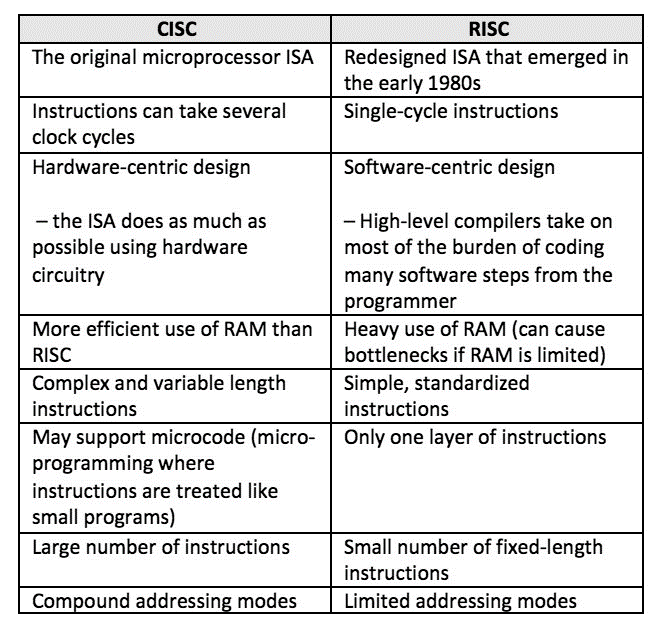 CISC
RISC
The original microprocessor ISA
Redesigned ISA that emerged in
the early 1980s
Instructions can take several
clock cycles
Single-cycle instructions
Hardware-centric design
– the ISA does as much as
possible using hardware
circuitry
Software-centric design
– High-level compilers take on
most of the burden of coding
many software steps from the
programmer
More efficient use of RAM than
RISC
Heavy use of RAM (can cause
bottlenecks if RAM is limited)
Complex and variable length
instructions
Simple, standardized
instructions
May support microcode (micro-
programming where
instructions are treated like
small programs)
Only one layer of instructions
Large number of instructions
Small number of fixed-length
instructions
Compound addressing modes
Limited addressing modes